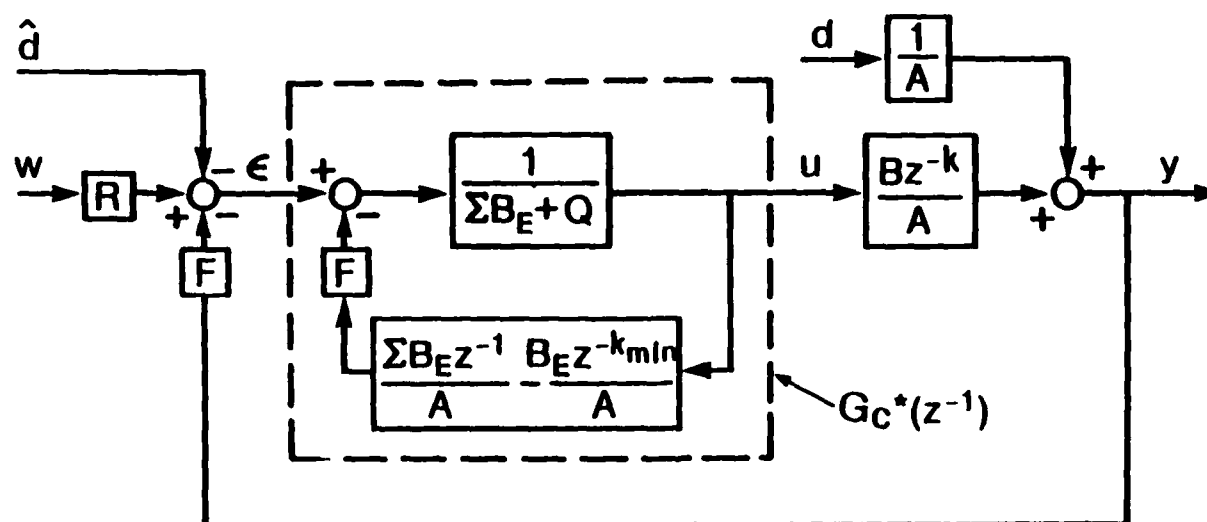 d̂
d
1
A
w
R
+
−
−
ϵ
+
−
1
ΣB_E + Q
u
Bz^{-k}
A
+
+
y
F
F
ΣB_E z^{-1} − B_E z^{-k_min}
A A
G_C*(z^{-1})